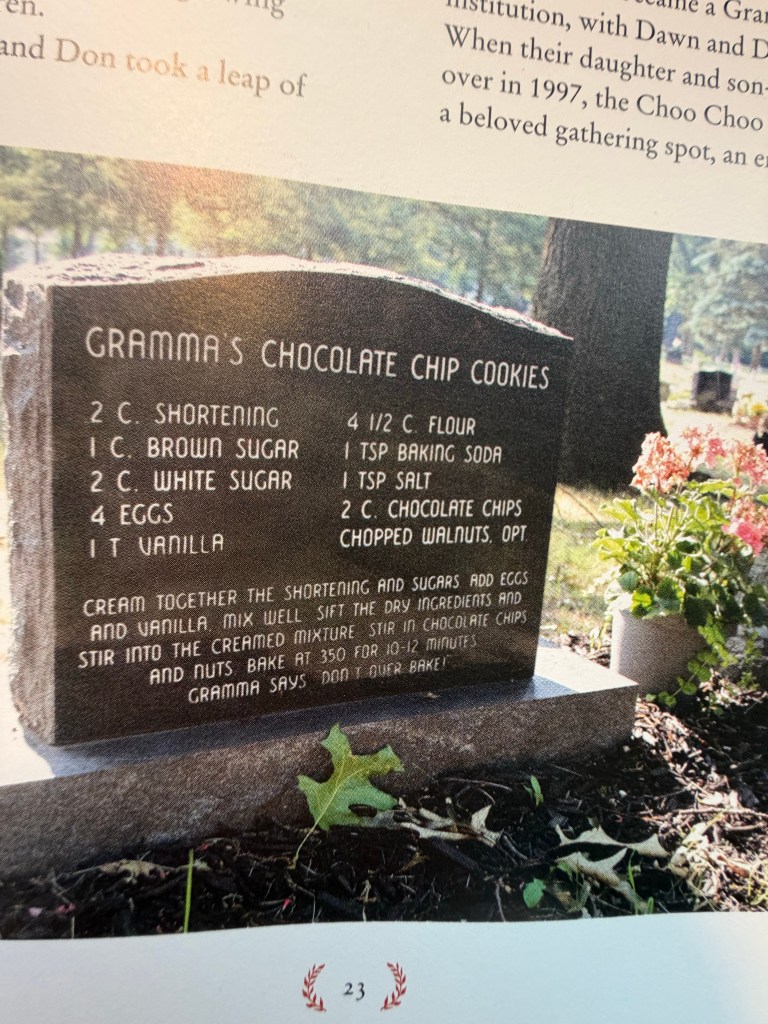 and Don took a leap of
institution, with Dawn and
When their daughter and
over in 1997, the Choo Choo
a beloved gathering spot, an
GRAMMA'S CHOCOLATE CHIP COOKIES
2 C. SHORTENING
1 C. BROWN SUGAR
2 C. WHITE SUGAR
4 EGGS
1 T VANILLA
4 1/2 C. FLOUR
1 TSP BAKING SODA
1 TSP SALT
2 C. CHOCOLATE CHIPS
CHOPPED WALNUTS, OPT.
CREAM TOGETHER THE SHORTENING AND SUGARS ADD EGGS
AND VANILLA MIX WELL SIFT THE DRY INGREDIENTS AND
STIR INTO THE CREAMED MIXTURE STIR IN CHOCOLATE CHIPS
AND NUTS BAKE AT 350 FOR 10-12 MINUTES
GRAMMA SAYS "DON'T OVER BAKE!"
23